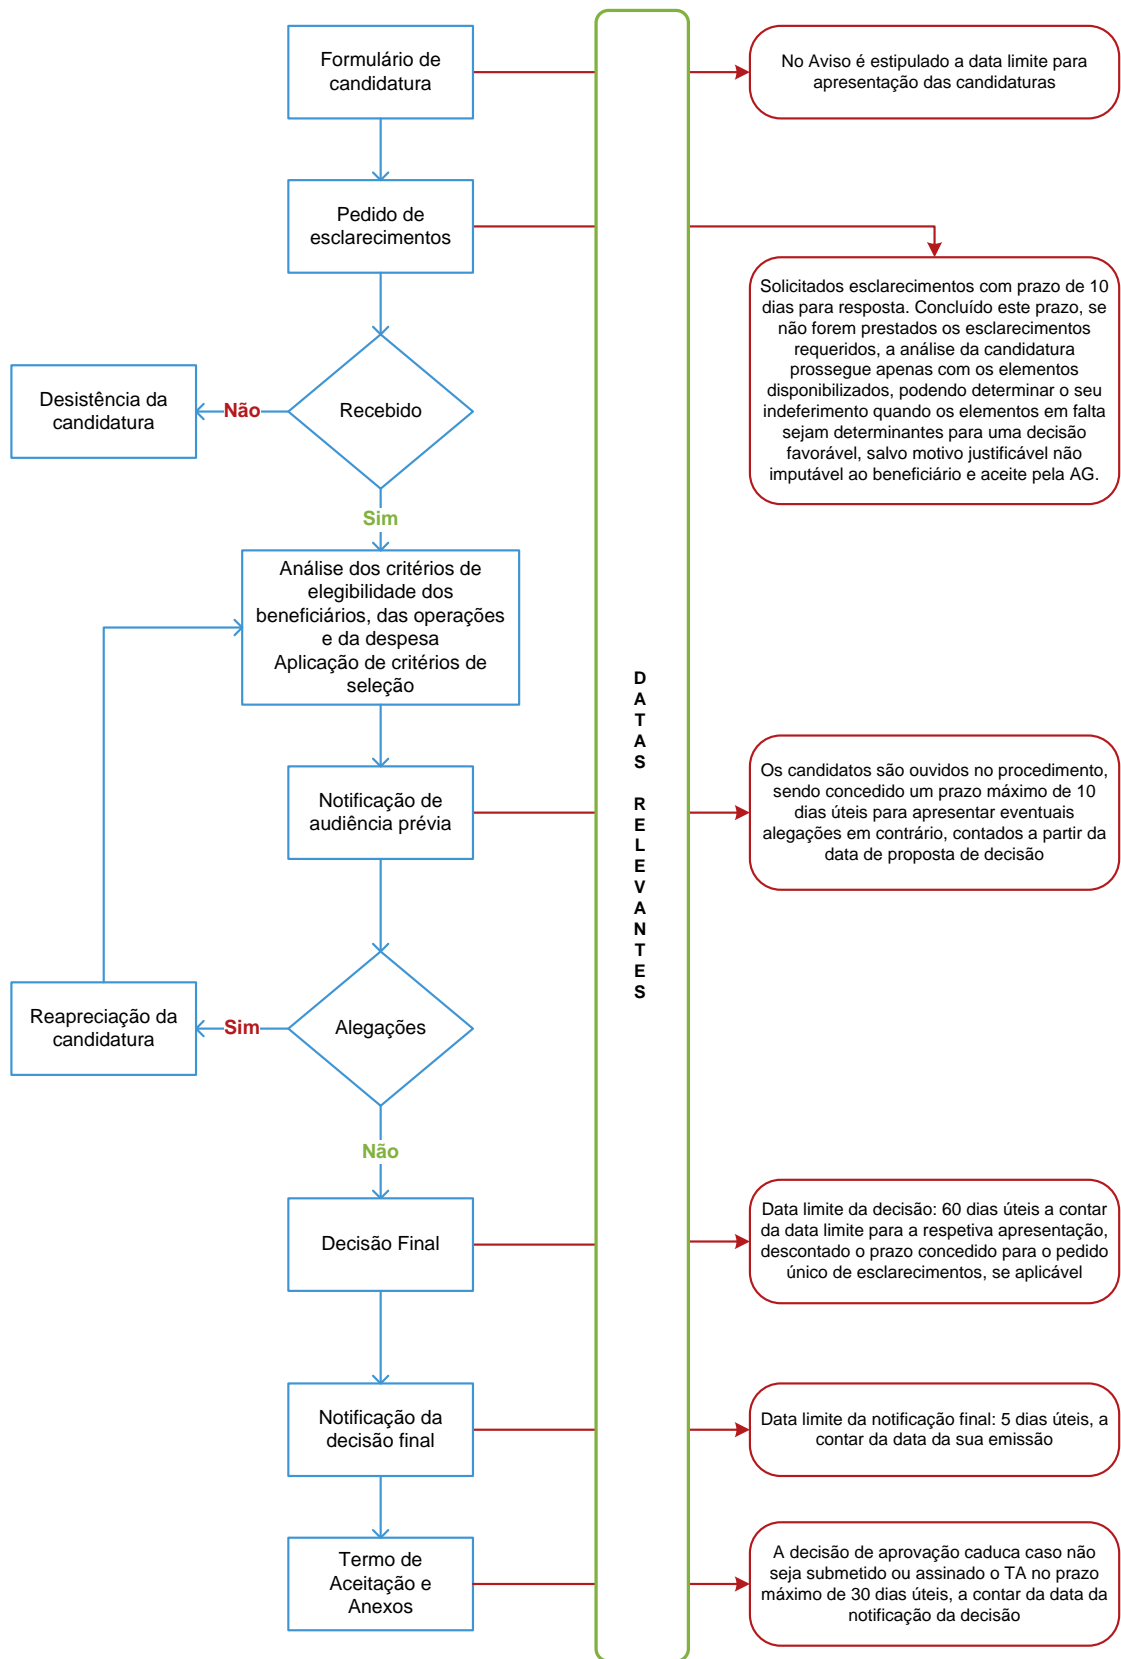 Formulário de
candidatura
No Aviso é estipulado a data limite para
apresentação das candidaturas
Pedido de
esclarecimentos
Solicitados esclarecimentos com prazo de 10
dias para resposta. Concluído este prazo, se
não forem prestados os esclarecimentos
requeridos, a análise da candidatura
prossegue apenas com os elementos
disponibilizados, podendo determinar o seu
indeferimento quando os elementos em falta
sejam determinantes para uma decisão
favorável, salvo motivo justificável não
imputável ao beneficiário e aceite pela AG.
Recebido
Não
Desistência da
candidatura
Sim
Análise dos critérios de
elegibilidade dos
beneficiários, das operações
e da despesa
Aplicação de critérios de
seleção
DATAS RELEVANTES
Notificação de
audiência prévia
Os candidatos são ouvidos no procedimento,
sendo concedido um prazo máximo de 10
dias úteis para apresentar eventuais
alegações em contrário, contados a partir da
data de proposta de decisão
Alegações
Sim
Reapreciação da
candidatura
Não
Decisão Final
Data limite da decisão: 60 dias úteis a contar
da data limite para a respetiva apresentação,
descontado o prazo concedido para o pedido
único de esclarecimentos, se aplicável
Notificação da
decisão final
Data limite da notificação final: 5 dias úteis, a
contar da data da sua emissão
Termo de
Aceitação e
Anexos
A decisão de aprovação caduca caso não
seja submetido ou assinado o TA no prazo
máximo de 30 dias úteis, a contar da data da
notificação da decisão